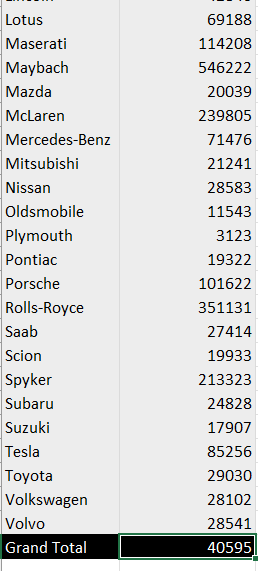 Lotus 69188
Maserati 114208
Maybach 546222
Mazda 20039
McLaren 239805
Mercedes-Benz 71476
Mitsubishi 21241
Nissan 28583
Oldsmobile 11543
Plymouth 3123
Pontiac 19322
Porsche 101622
Rolls-Royce 351131
Saab 27414
Scion 19933
Spyker 213323
Subaru 24828
Suzuki 17907
Tesla 85256
Toyota 29030
Volkswagen 28102
Volvo 28541
Grand Total 40595